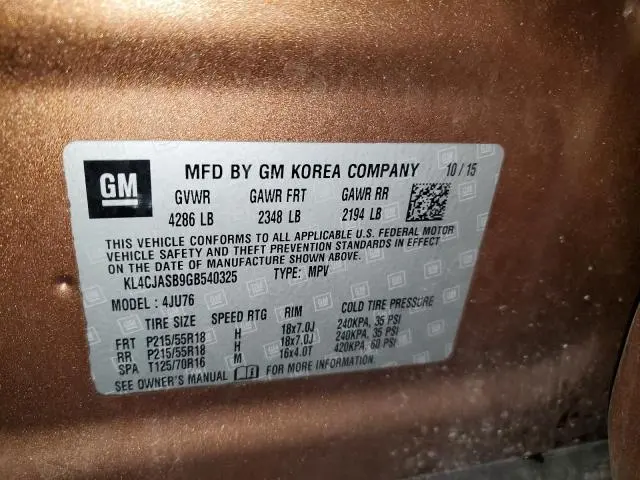 GM
MFD BY GM KOREA COMPANY 10/15
GVWR GAWR FRT GAWR RR
4286 LB 2348 LB 2194 LB
THIS VEHICLE CONFORMS TO ALL APPLICABLE U.S. FEDERAL MOTOR
VEHICLE SAFETY AND THEFT PREVENTION STANDARDS IN EFFECT
ON THE DATE OF MANUFACTURE SHOWN ABOVE.
KL4CJASB9GB540325 TYPE: MPV
MODEL: 4JU76
TIRE SIZE SPEED RTG RIM COLD TIRE PRESSURE
FRT P215/55R18 H 18x7.0J 240KPA, 35 PSI
RR P215/55R18 H 18x7.0J 240KPA, 35 PSI
SPA T125/70R16 M 16x4.0T 420KPA, 60 PSI
SEE OWNER'S MANUAL FOR MORE INFORMATION.